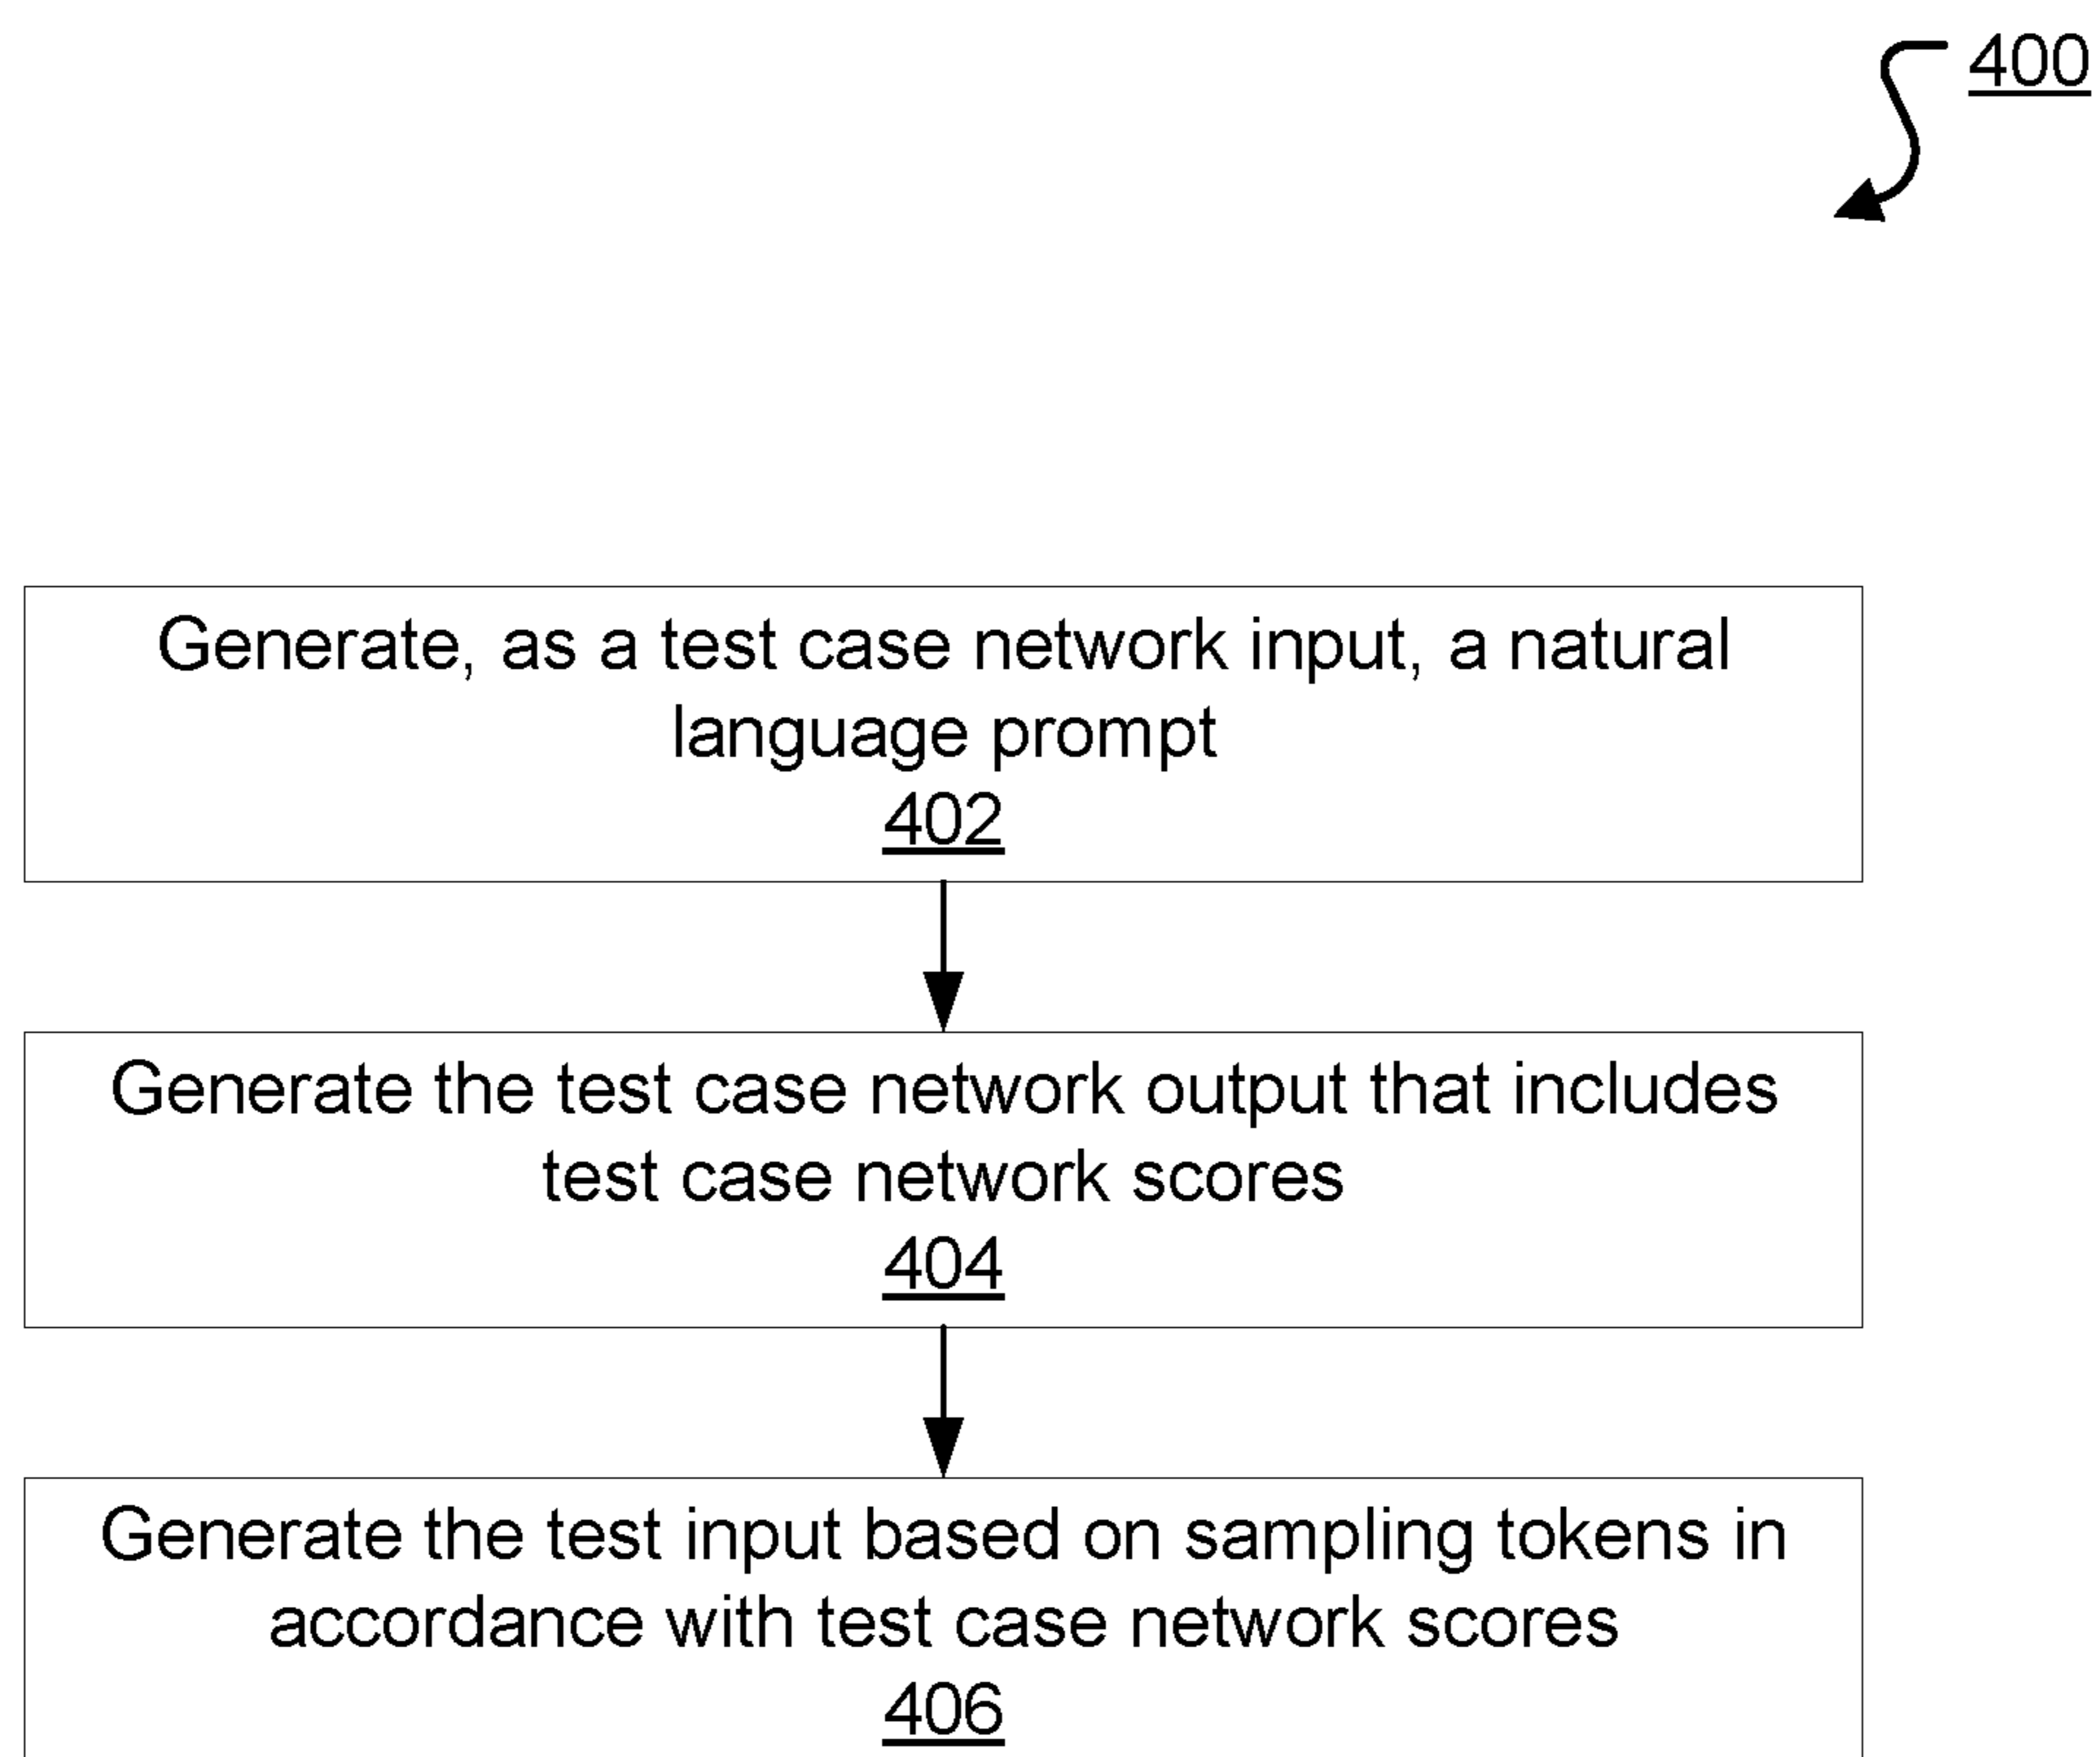 400
Generate, as a test case network input, a natural
language prompt
402
Generate the test case network output that includes
test case network scores
404
Generate the test input based on sampling tokens in
accordance with test case network scores
406